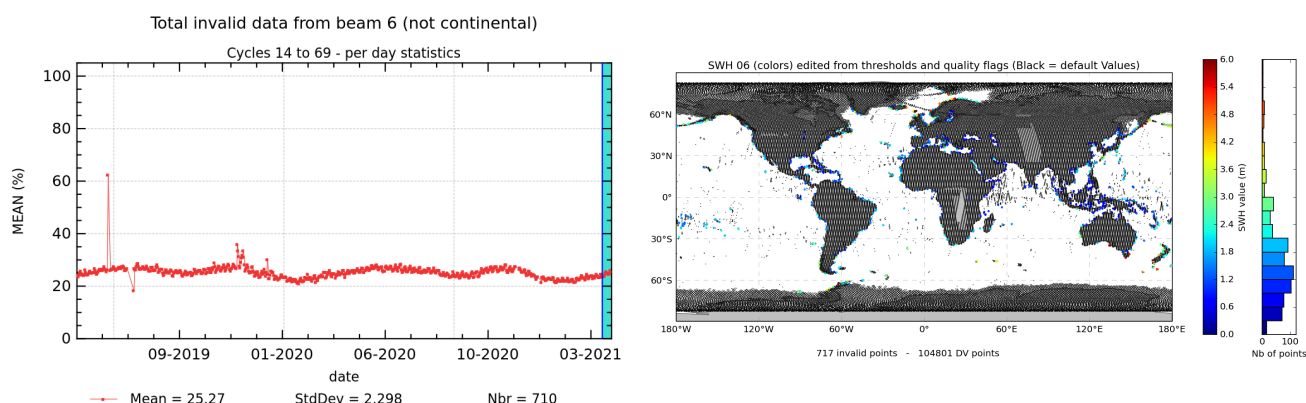 Total invalid data from beam 6 (not continental)
Cycles 14 to 69 - per day statistics
MEAN (%)
100
80
60
40
20
0
09-2019
01-2020
06-2020
10-2020
03-2021
date
Mean = 25.27
StdDev = 2.298
Nbr = 710
SWH 06 (colors) edited from thresholds and quality flags (Black = default Values)
60°N
30°N
0°
30°S
60°S
180°W
120°W
60°W
0°
60°E
120°E
180°E
717 invalid points - 104801 DV points
6.0
5.4
4.8
4.2
3.6
3.0
2.4
1.8
1.2
0.6
0.0
SWH value (m)
0
100
Nb of points